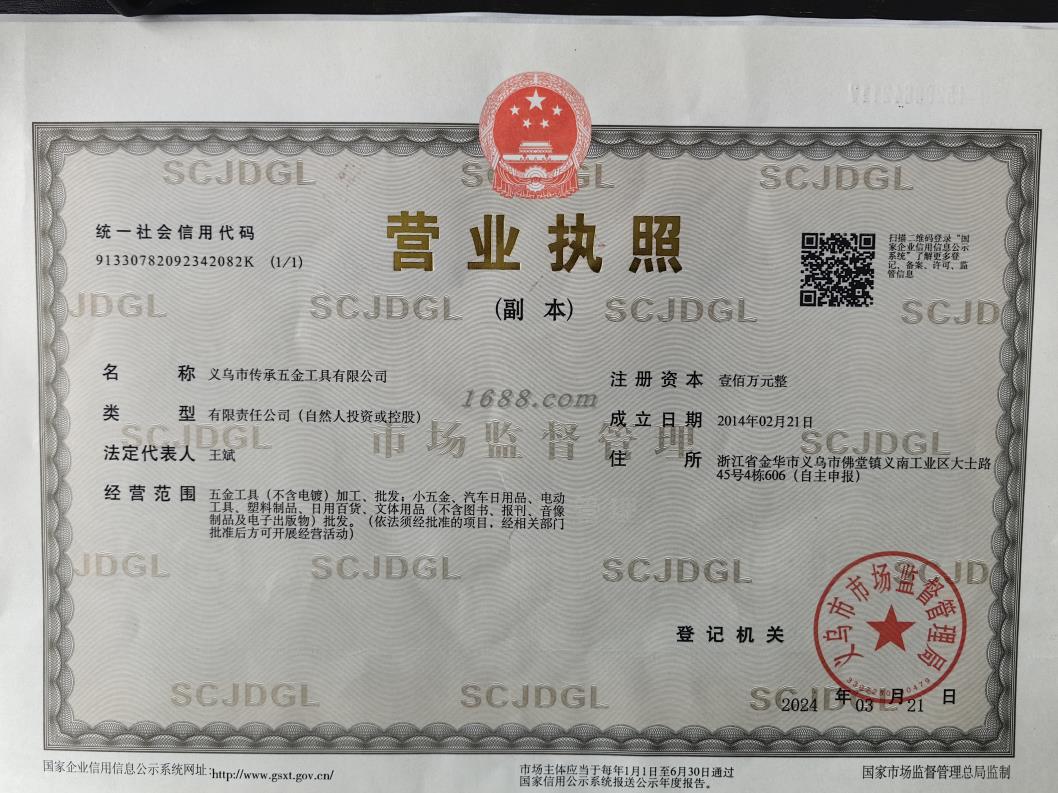 营业执照
(副 本)
统一社会信用代码
91330782092342082K (1/1)
扫描二维码登录“国
家企业信用信息公示
系统”了解更多登
记、备案、许可、监
管信息
名 称 义乌市传承五金工具有限公司
类 型 有限责任公司（自然人投资或控股）
法定代表人 王斌
经营范围 五金工具（不含电镀）加工、批发；小五金、汽车日用品、电动
工具、塑料制品、日用百货、文体用品（不含图书、报刊、音像
制品及电子出版物）批发。（依法须经批准的项目，经相关部门
批准后方可开展经营活动）
注册资本 壹佰万元整
成立日期 2014年02月21日
住 所 浙江省金华市义乌市佛堂镇义南工业区大士路
45号4栋606（自主申报）
1688.com
市场监督管理
SCJDGL SCJDGL
SCJDGL SCJDGL
SCJDGL SCJDGL
SCJDGL SCJDGL
SCJDGL SCJDGL
登记机关
义乌市市场监督管理局
2024 年 03 月 21 日
国家企业信用信息公示系统网址:http://www.gsxt.gov.cn/
市场主体应当于每年1月1日至6月30日通过
国家信用公示系统报送公示年度报告。
国家市场监督管理总局监制